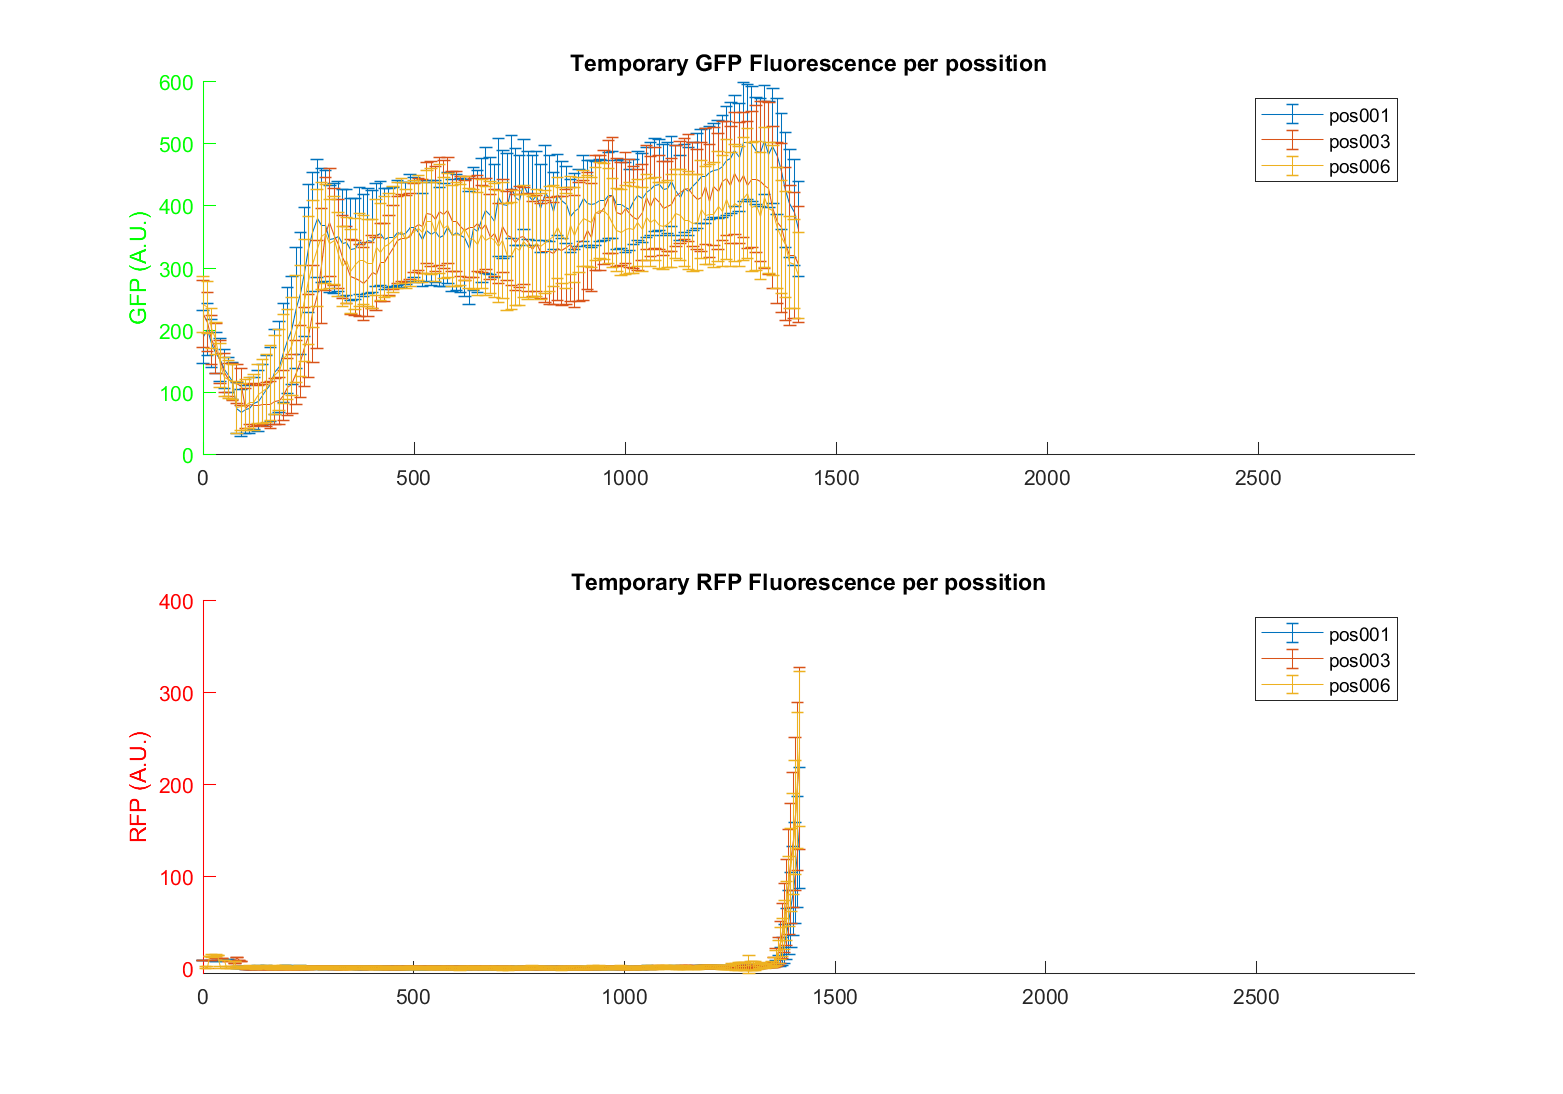 Temporary GFP Fluorescence per possition
600
500
400
300
200
100
0
GFP (A.U.)
0 500 1000 1500 2000 2500
pos001
pos003
pos006
Temporary RFP Fluorescence per possition
400
300
200
100
0
RFP (A.U.)
0 500 1000 1500 2000 2500
pos001
pos003
pos006